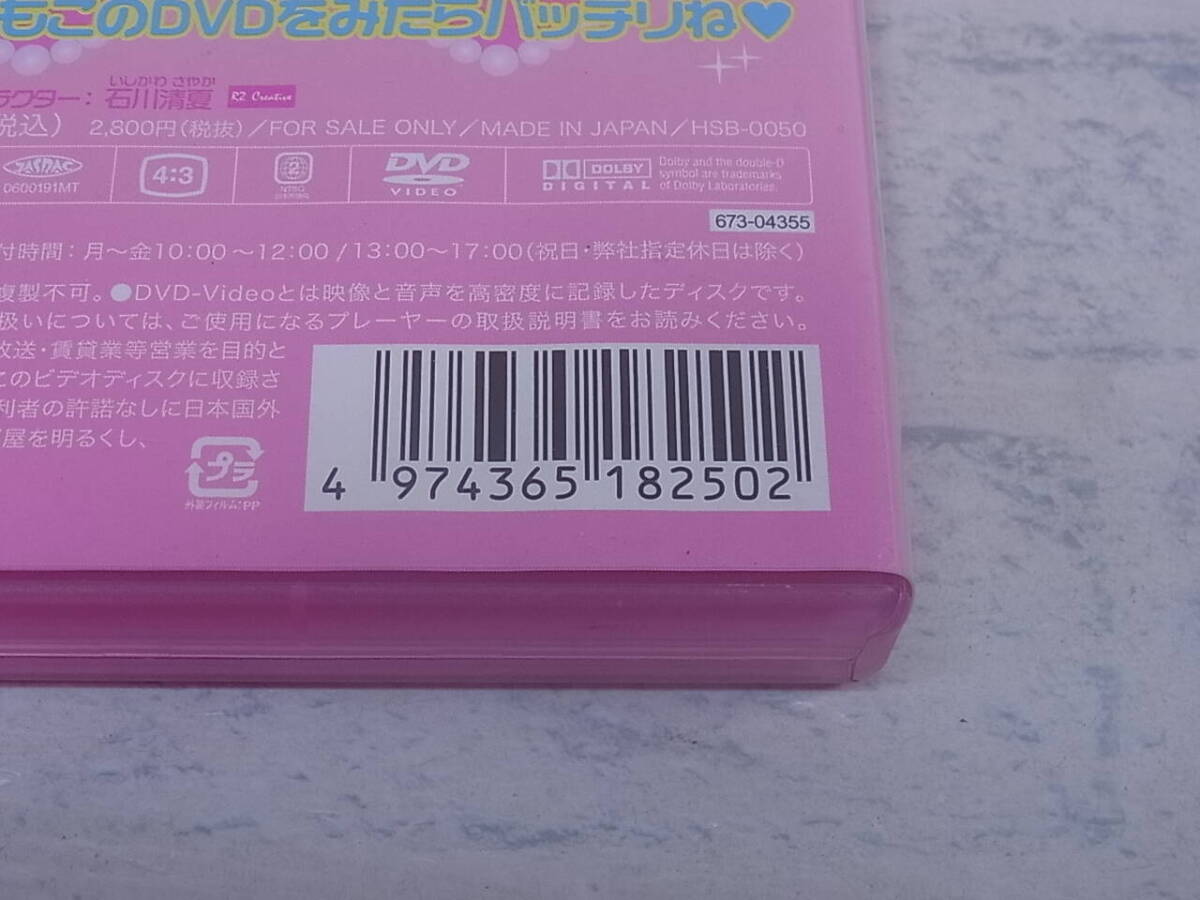 もこのDVDをみたらバッチリね♥
いしかわ さやか
ラクター：石川清夏 R2 Creative
税込） 2,800円(税抜)／FOR SALE ONLY／MADE IN JAPAN／HSB-0050
JASRAC
0600191MT
4:3
2
NTSC
日本市場向
DVD
VIDEO
DOLBY
DIGITAL
Dolby and the double-D
symbol are trademarks
of Dolby Laboratories.
673-04355
付時間：月〜金10:00〜12:00 /13:00〜17:00(祝日・弊社指定休日は除く)
複製不可。●DVD-Videoとは映像と音声を高密度に記録したディスクです。
扱いについては、ご使用になるプレーヤーの取扱説明書をお読みください。
放送・賃貸業等営業を目的と
このビデオディスクに収録さ
利者の許諾なしに日本国外
屋を明るくし、
プラ
外装フィルム:PP
4 974365 182502